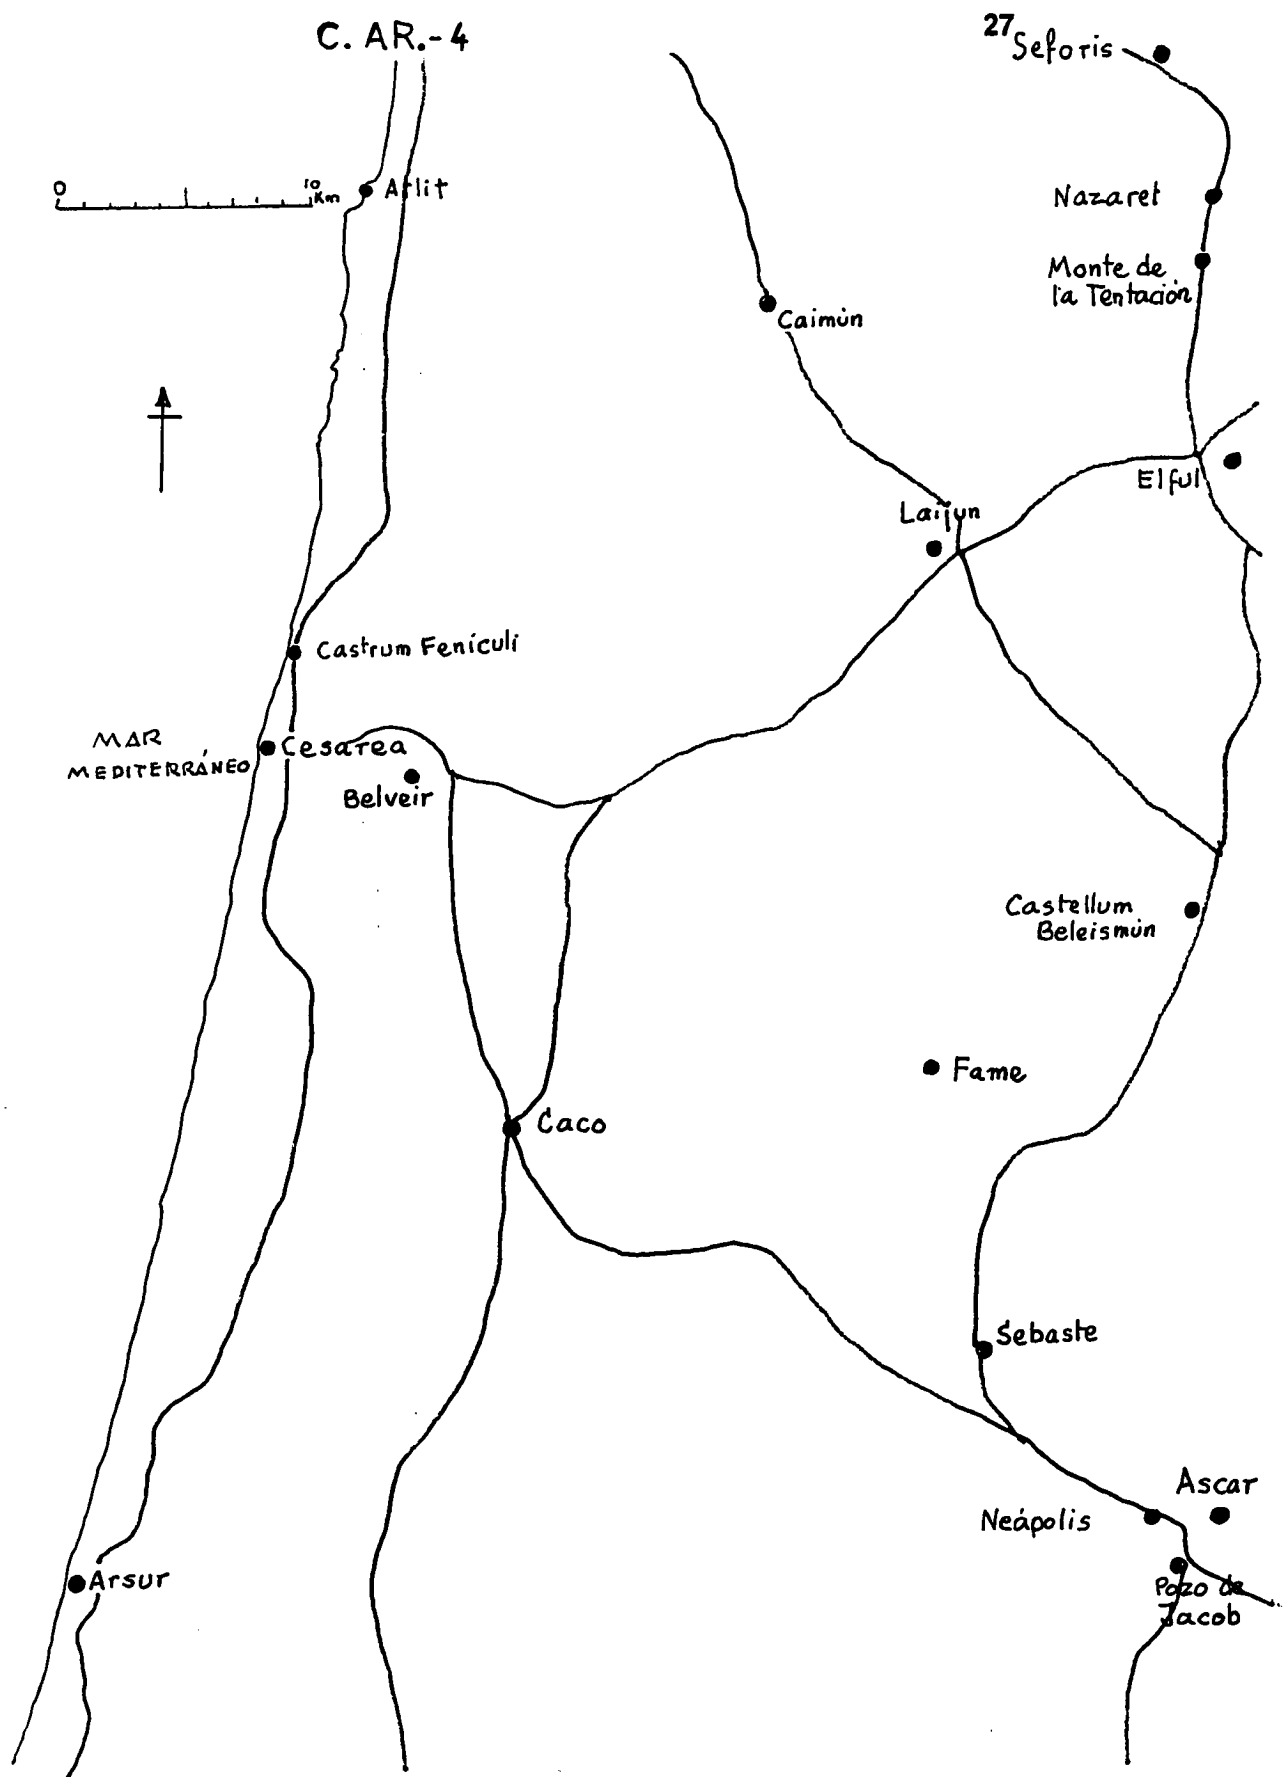 C. AR.-4
27
Seforis
0
10
Km
Atlit
Nazaret
Monte de
la Tentación
Caimún
Elful
Laijun
Castrum Feniculi
MAR
MEDITERRÁNEO
Cesarea
Belveir
Castellum
Beleismún
Fame
Caco
Sebaste
Ascar
Neápolis
Arsur
Pozo de
Jacob